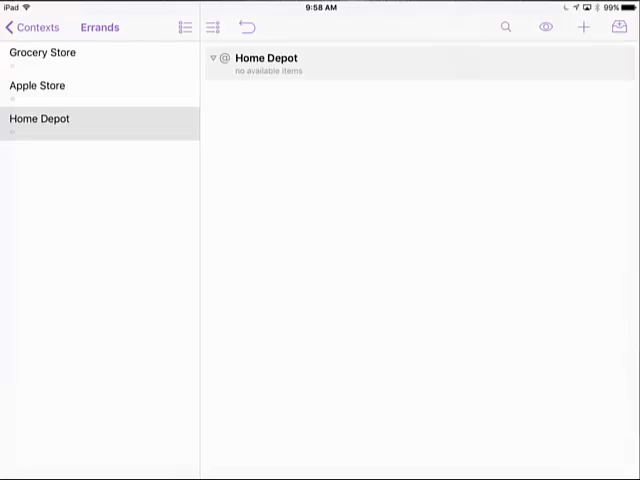 iPad
9:58 AM
99%
Contexts
Errands
Grocery Store
Apple Store
Home Depot
@ Home Depot
no available items